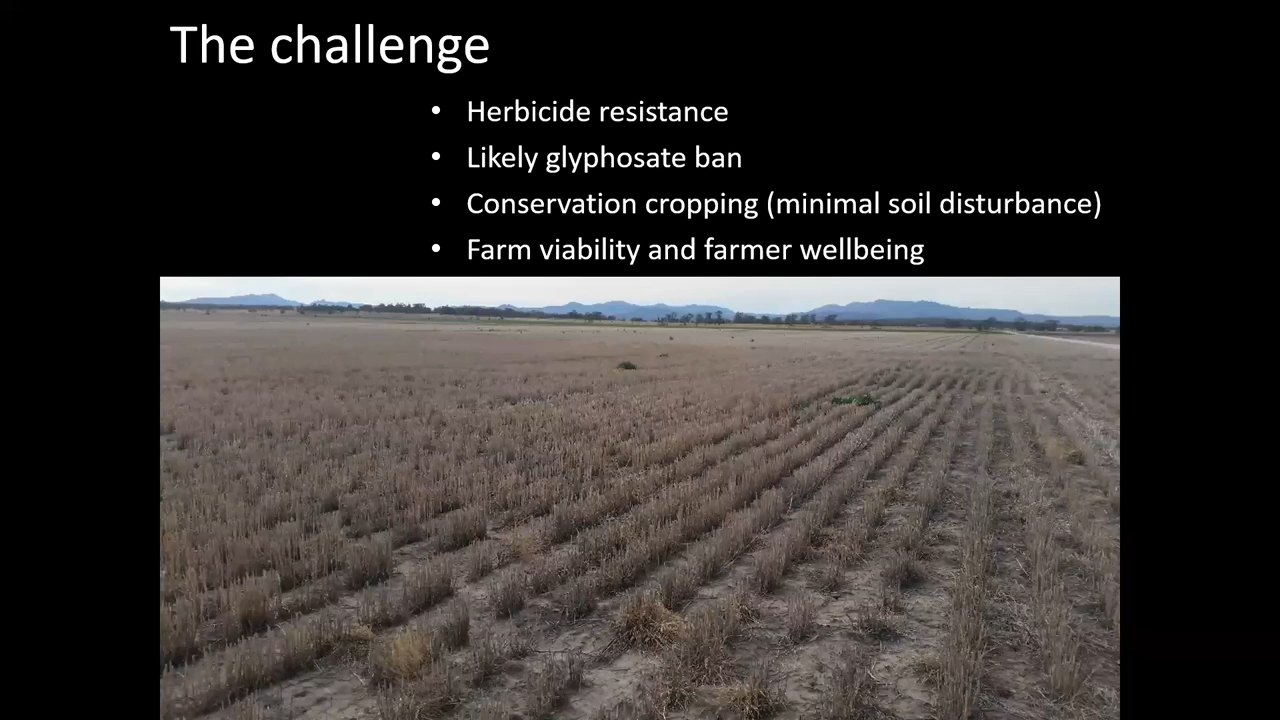 The challenge
• Herbicide resistance
• Likely glyphosate ban
• Conservation cropping (minimal soil disturbance)
• Farm viability and farmer wellbeing